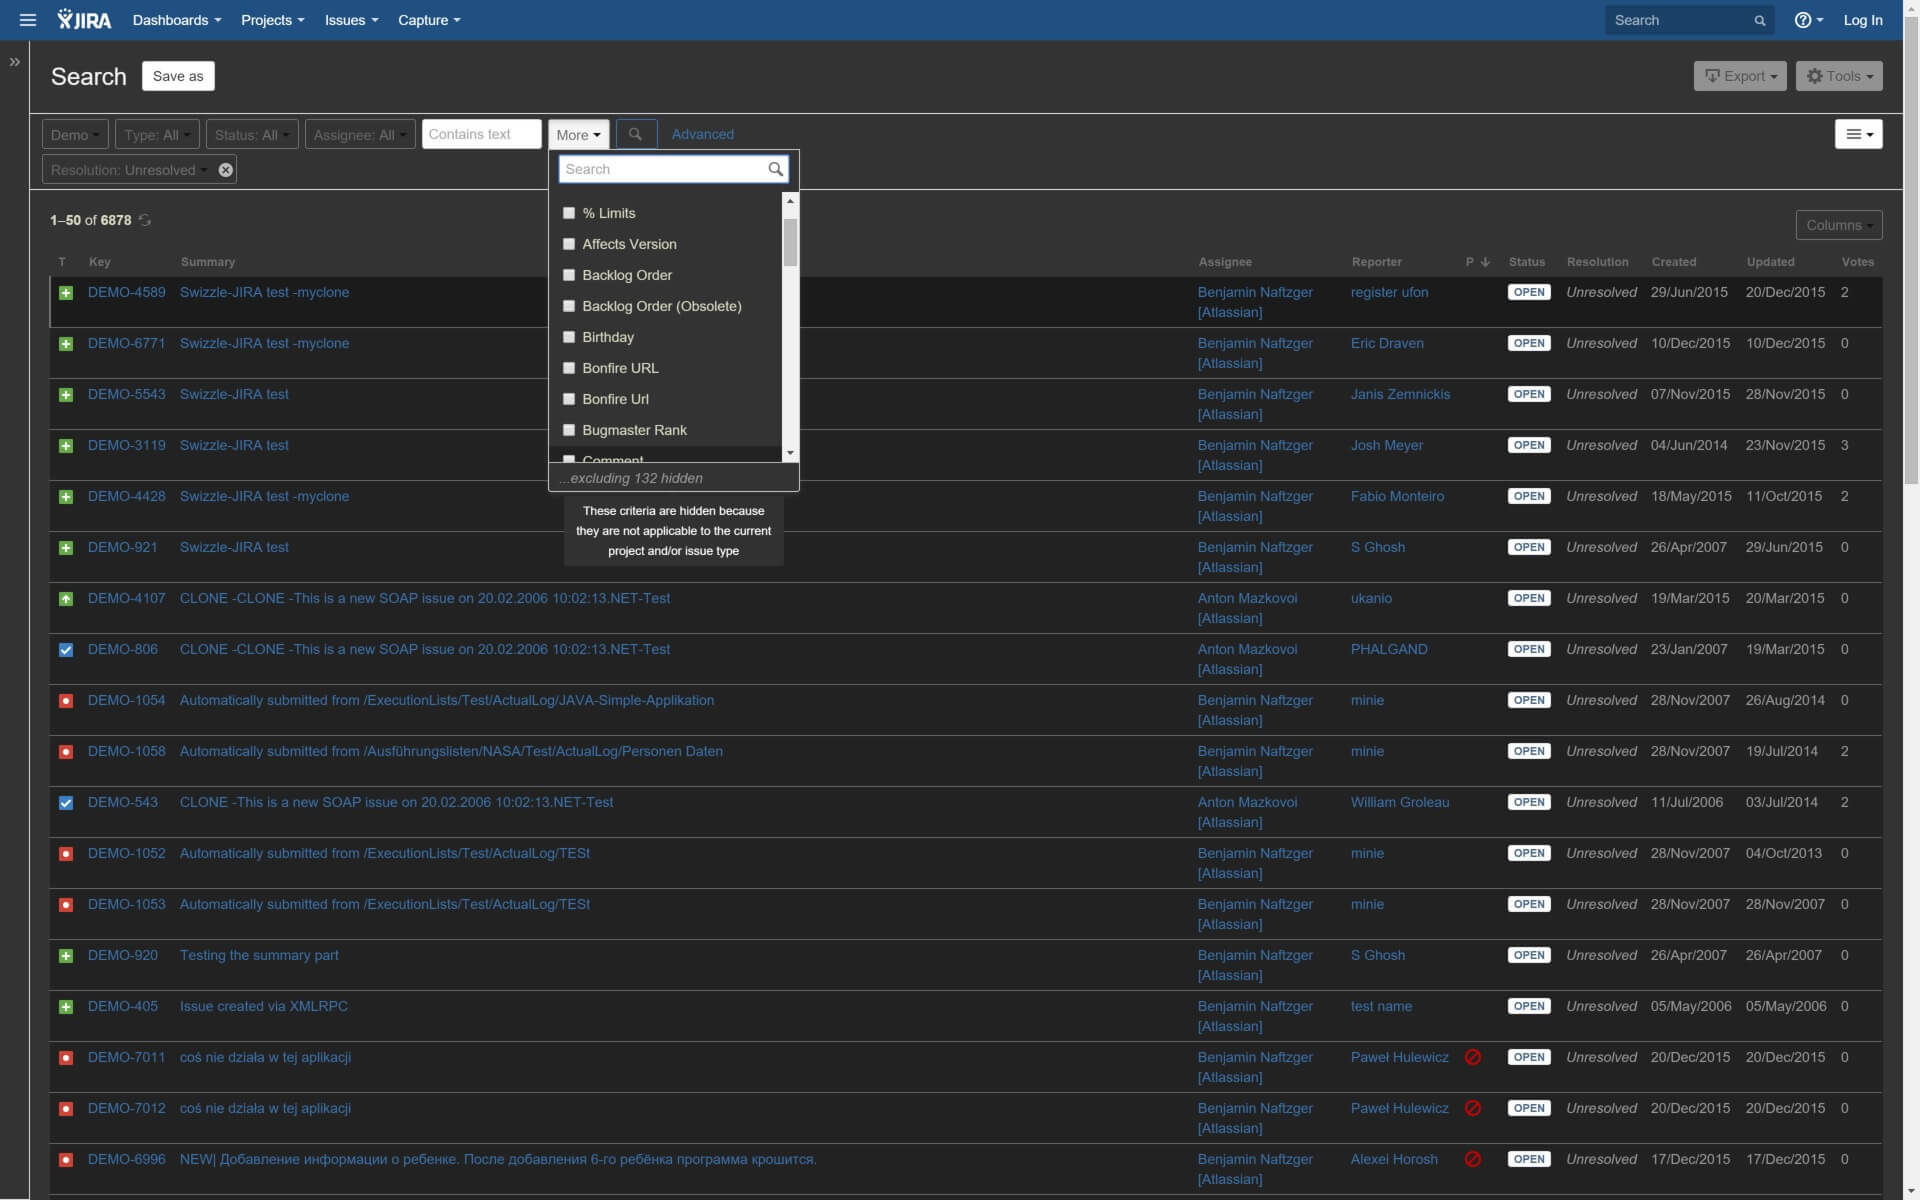 JIRA Dashboards Projects Issues Capture Search Log In
Search Save as Export Tools
Demo Type: All Status: All Assignee: All Contains text More Advanced
Resolution: Unresolved
Search
% Limits
Affects Version
Backlog Order
Backlog Order (Obsolete)
Birthday
Bonfire URL
Bonfire Url
Bugmaster Rank
Comment
...excluding 132 hidden
These criteria are hidden because
they are not applicable to the current
project and/or issue type
1–50 of 6878 Columns
T Key Summary Assignee Reporter P Status Resolution Created Updated Votes
DEMO-4589 Swizzle-JIRA test -myclone Benjamin Naftzger register ufon OPEN Unresolved 29/Jun/2015 20/Dec/2015 2
[Atlassian]
DEMO-6771 Swizzle-JIRA test -myclone Benjamin Naftzger Eric Draven OPEN Unresolved 10/Dec/2015 10/Dec/2015 0
[Atlassian]
DEMO-5543 Swizzle-JIRA test Benjamin Naftzger Janis Zemnickis OPEN Unresolved 07/Nov/2015 28/Nov/2015 0
[Atlassian]
DEMO-3119 Swizzle-JIRA test Benjamin Naftzger Josh Meyer OPEN Unresolved 04/Jun/2014 23/Nov/2015 3
[Atlassian]
DEMO-4428 Swizzle-JIRA test -myclone Benjamin Naftzger Fabio Monteiro OPEN Unresolved 18/May/2015 11/Oct/2015 2
[Atlassian]
DEMO-921 Swizzle-JIRA test Benjamin Naftzger S Ghosh OPEN Unresolved 26/Apr/2007 29/Jun/2015 0
[Atlassian]
DEMO-4107 CLONE -CLONE -This is a new SOAP issue on 20.02.2006 10:02:13.NET-Test Anton Mazkovoi ukanio OPEN Unresolved 19/Mar/2015 20/Mar/2015 0
[Atlassian]
DEMO-806 CLONE -CLONE -This is a new SOAP issue on 20.02.2006 10:02:13.NET-Test Anton Mazkovoi PHALGAND OPEN Unresolved 23/Jan/2007 19/Mar/2015 0
[Atlassian]
DEMO-1054 Automatically submitted from /ExecutionLists/Test/ActualLog/JAVA-Simple-Applikation Benjamin Naftzger minie OPEN Unresolved 28/Nov/2007 26/Aug/2014 0
[Atlassian]
DEMO-1058 Automatically submitted from /Ausführungslisten/NASA/Test/ActualLog/Personen Daten Benjamin Naftzger minie OPEN Unresolved 28/Nov/2007 19/Jul/2014 2
[Atlassian]
DEMO-543 CLONE -This is a new SOAP issue on 20.02.2006 10:02:13.NET-Test Anton Mazkovoi William Groleau OPEN Unresolved 11/Jul/2006 03/Jul/2014 2
[Atlassian]
DEMO-1052 Automatically submitted from /ExecutionLists/Test/ActualLog/TESt Benjamin Naftzger minie OPEN Unresolved 28/Nov/2007 04/Oct/2013 0
[Atlassian]
DEMO-1053 Automatically submitted from /ExecutionLists/Test/ActualLog/TESt Benjamin Naftzger minie OPEN Unresolved 28/Nov/2007 28/Nov/2007 0
[Atlassian]
DEMO-920 Testing the summary part Benjamin Naftzger S Ghosh OPEN Unresolved 26/Apr/2007 26/Apr/2007 0
[Atlassian]
DEMO-405 Issue created via XMLRPC Benjamin Naftzger test name OPEN Unresolved 05/May/2006 05/May/2006 0
[Atlassian]
DEMO-7011 coś nie działa w tej aplikacji Benjamin Naftzger Paweł Hulewicz OPEN Unresolved 20/Dec/2015 20/Dec/2015 0
[Atlassian]
DEMO-7012 coś nie działa w tej aplikacji Benjamin Naftzger Paweł Hulewicz OPEN Unresolved 20/Dec/2015 20/Dec/2015 0
[Atlassian]
DEMO-6996 NEW| Добавление информации о ребенке. После добавления 6-го ребёнка программа крошится. Benjamin Naftzger Alexei Horosh OPEN Unresolved 17/Dec/2015 17/Dec/2015 0
[Atlassian]